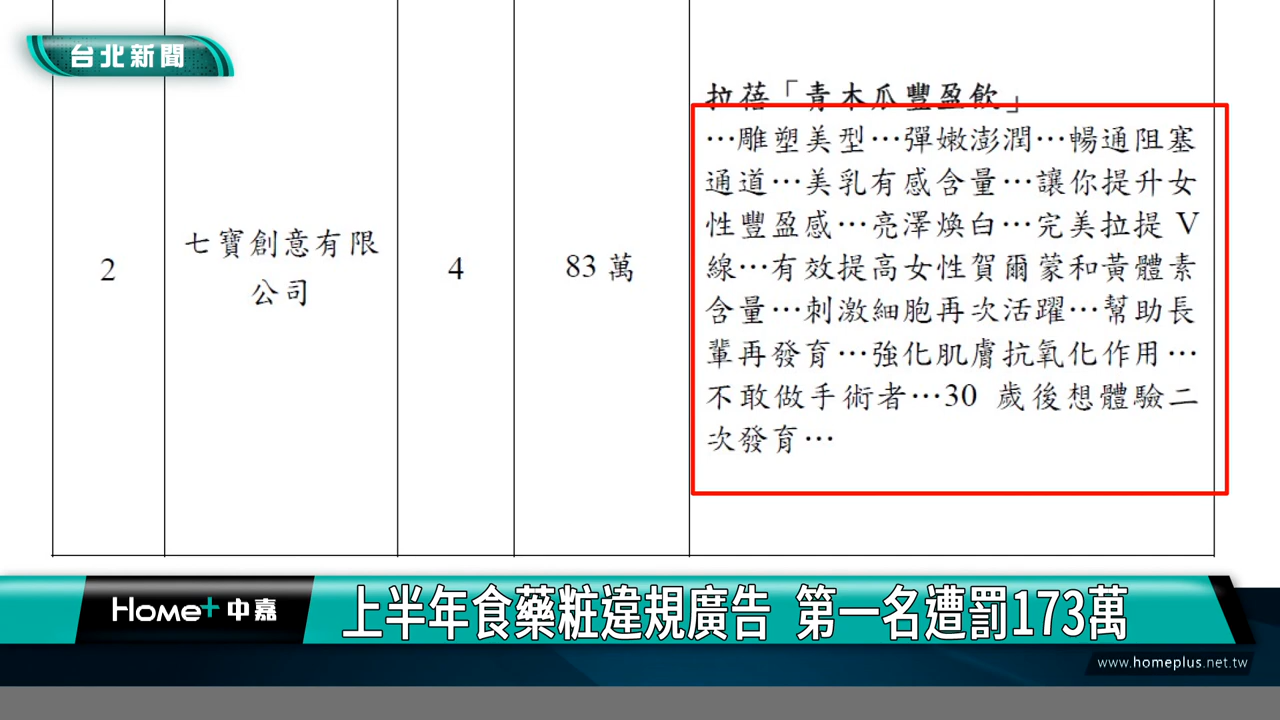 台北新聞
2
七寶創意有限
公司
4
83 萬
拉蓓「青木瓜豐盈飲」
…雕塑美型…彈嫩澎潤…暢通阻塞
通道…美乳有感含量…讓你提升女
性豐盈感…亮澤煥白…完美拉提 V
線…有效提高女性賀爾蒙和黃體素
含量…刺激細胞再次活躍…幫助長
輩再發育…強化肌膚抗氧化作用…
不敢做手術者…30 歲後想體驗二
次發育…
Home+中嘉
上半年食藥粧違規廣告 第一名遭罰173萬
www.homeplus.net.tw